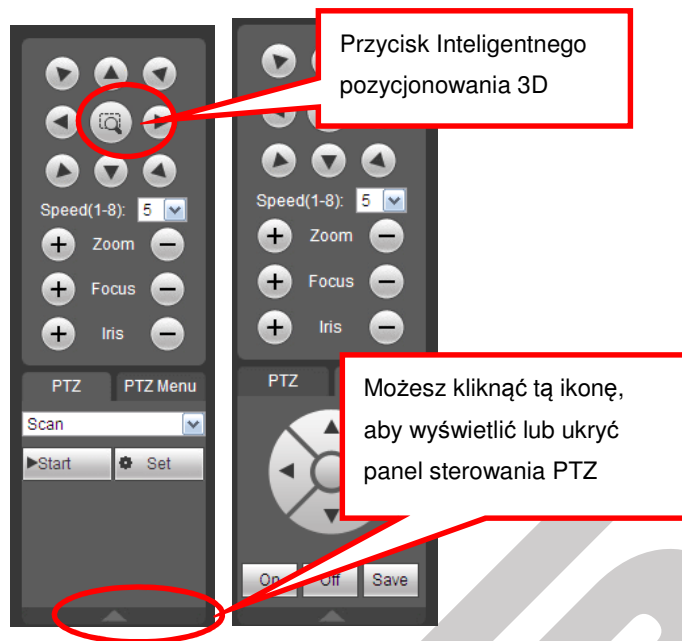 Przycisk Inteligentnego
pozycjonowania 3D
Speed(1-8): 5
Zoom
Focus
Iris
PTZ PTZ Menu
Scan
Start Set
Speed(1-8): 5
Zoom
Focus
Iris
PTZ
Możesz kliknąć tą ikonę,
aby wyświetlić lub ukryć
panel sterowania PTZ
On Off Save